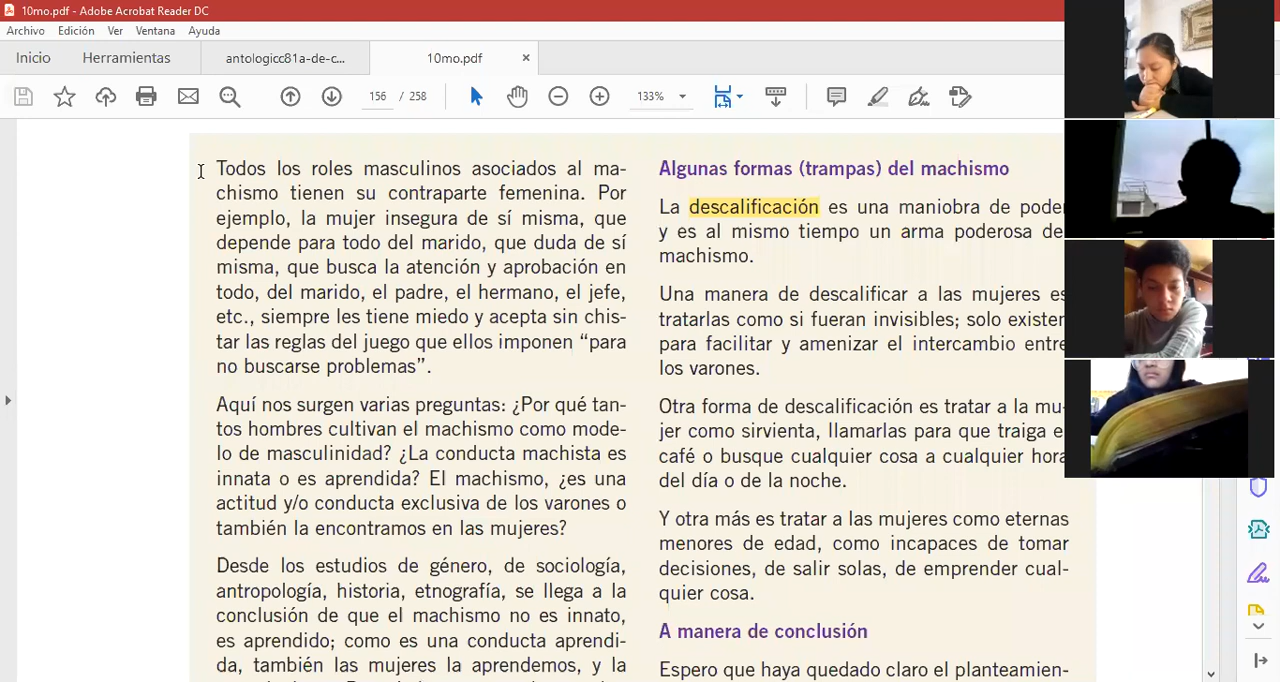 10mo.pdf - Adobe Acrobat Reader DC
Archivo Edición Ver Ventana Ayuda
Inicio Herramientas antologicc81a-de-c... 10mo.pdf ×
156 / 258 133%
Todos los roles masculinos asociados al ma-
chismo tienen su contraparte femenina. Por
ejemplo, la mujer insegura de sí misma, que
depende para todo del marido, que duda de sí
misma, que busca la atención y aprobación en
todo, del marido, el padre, el hermano, el jefe,
etc., siempre les tiene miedo y acepta sin chis-
tar las reglas del juego que ellos imponen “para
no buscarse problemas”.
Aquí nos surgen varias preguntas: ¿Por qué tan-
tos hombres cultivan el machismo como mode-
lo de masculinidad? ¿La conducta machista es
innata o es aprendida? El machismo, ¿es una
actitud y/o conducta exclusiva de los varones o
también la encontramos en las mujeres?
Desde los estudios de género, de sociología,
antropología, historia, etnografía, se llega a la
conclusión de que el machismo no es innato,
es aprendido; como es una conducta aprendi-
da, también las mujeres la aprendemos, y la
Algunas formas (trampas) del machismo
La descalificación es una maniobra de poder
y es al mismo tiempo un arma poderosa de
machismo.
Una manera de descalificar a las mujeres es
tratarlas como si fueran invisibles; solo existen
para facilitar y amenizar el intercambio entre
los varones.
Otra forma de descalificación es tratar a la mu-
jer como sirvienta, llamarlas para que traiga e
café o busque cualquier cosa a cualquier hora
del día o de la noche.
Y otra más es tratar a las mujeres como eternas
menores de edad, como incapaces de tomar
decisiones, de salir solas, de emprender cual-
quier cosa.
A manera de conclusión
Espero que haya quedado claro el planteamien-